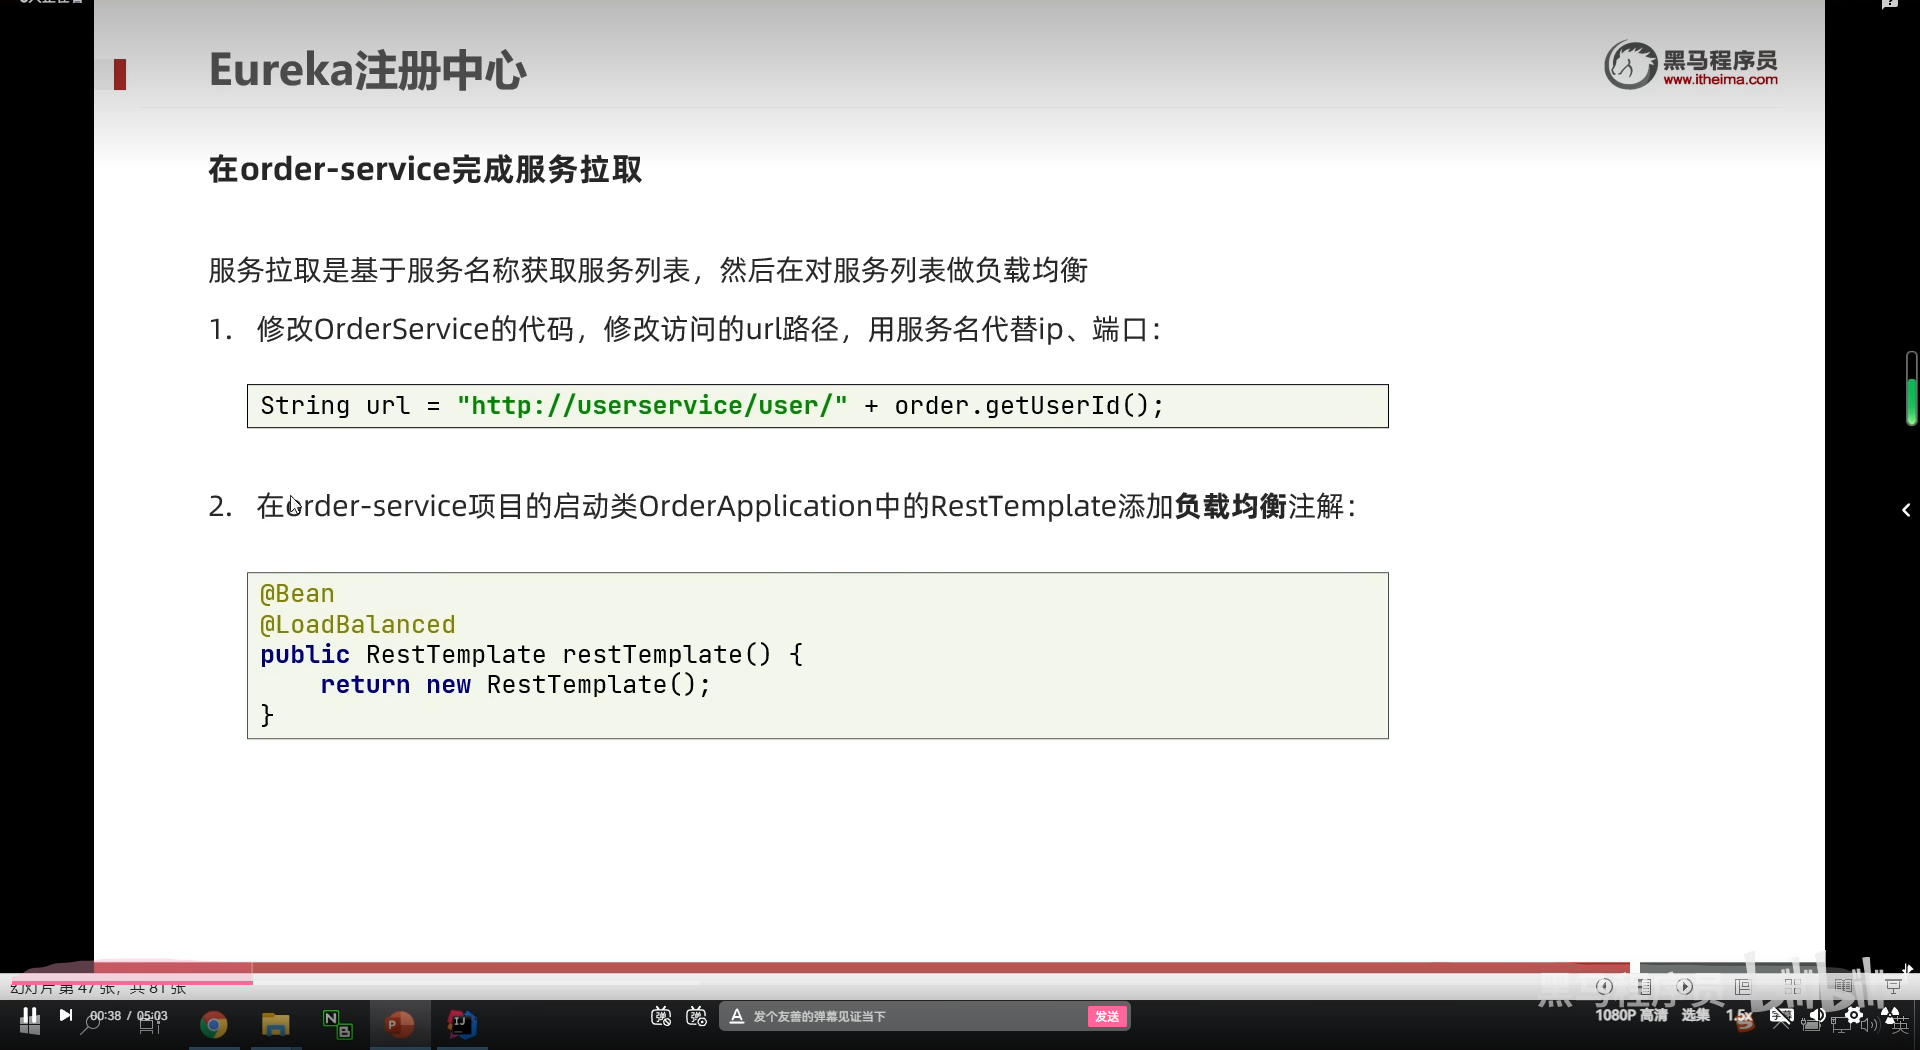 Eureka注册中心
黑马程序员
www.itheima.com
在order-service完成服务拉取
服务拉取是基于服务名称获取服务列表，然后在对服务列表做负载均衡
1. 修改OrderService的代码，修改访问的url路径，用服务名代替ip、端口：
String url = "http://userservice/user/" + order.getUserId();
2. 在order-service项目的启动类OrderApplication中的RestTemplate添加负载均衡注解：
@Bean
@LoadBalanced
public RestTemplate restTemplate() {
return new RestTemplate();
}
幻灯片 第 47 张，共 81 张
黑马程序员 bilibili
00:38 / 05:03
发个友善的弹幕见证当下
发送
1080P 高清
选集
1.5x
英